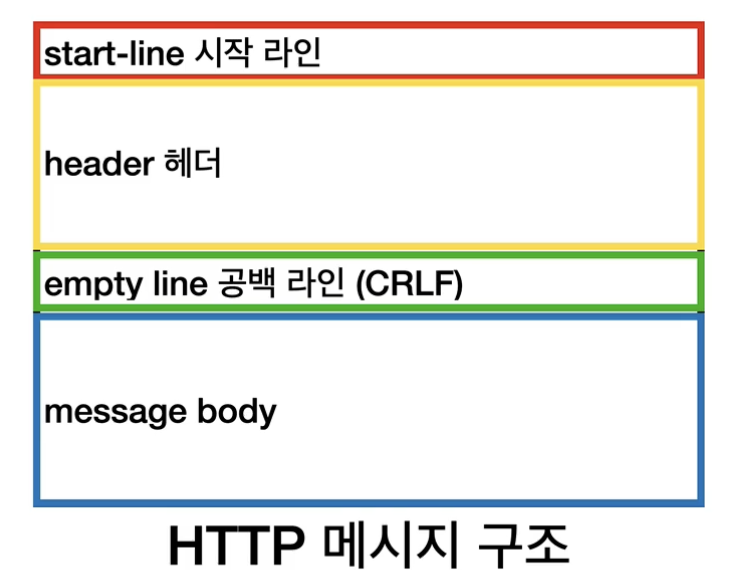 start-line 시작 라인
header 헤더
empty line 공백 라인 (CRLF)
message body
HTTP 메시지 구조